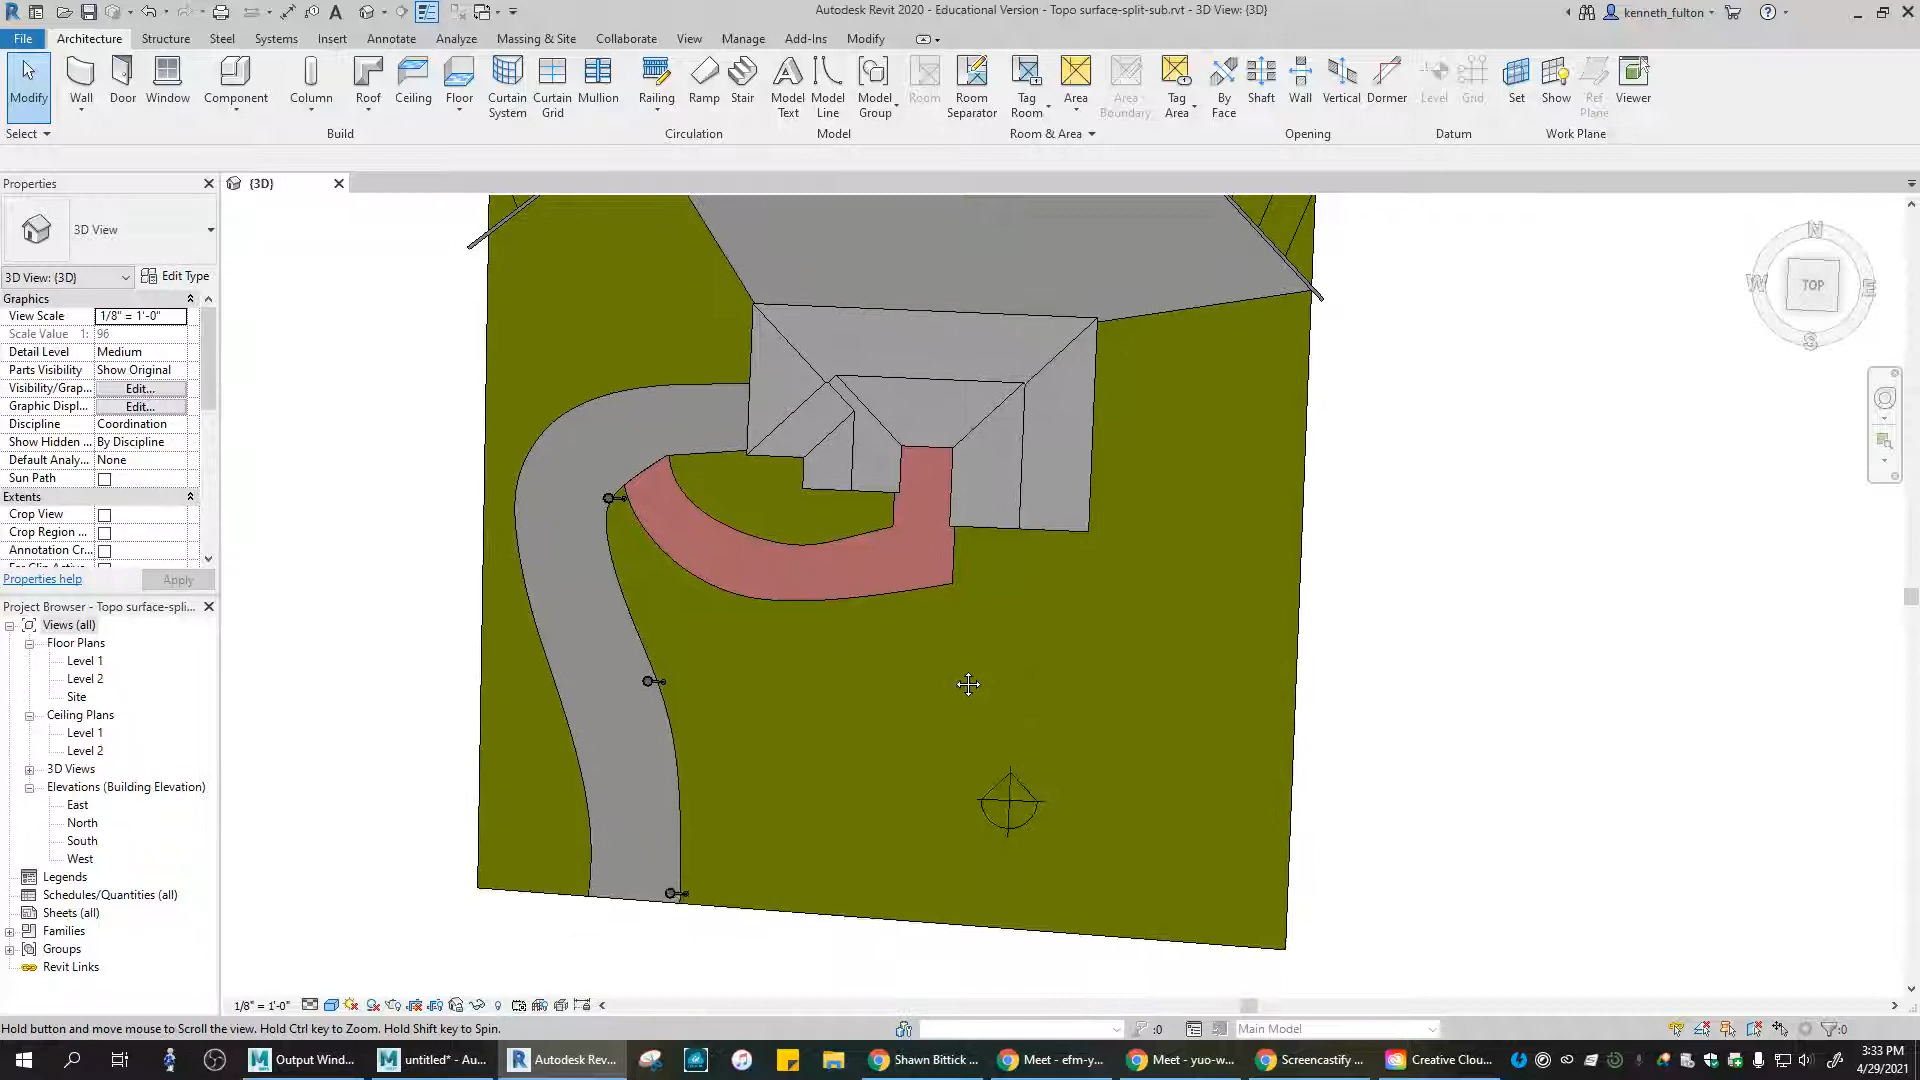 Autodesk Revit 2020 - Educational Version - Topo surface-split-sub.rvt - 3D View: {3D}
kenneth_fulton
File Architecture Structure Steel Systems Insert Annotate Analyze Massing & Site Collaborate View Manage Add-Ins Modify
Modify Wall Door Window Component Column Roof Ceiling Floor Curtain System Curtain Grid Mullion Railing Ramp Stair Model Text Model Line Model Group Room Room Separator Tag Room Area Area Boundary Tag Area By Face Shaft Wall Vertical Dormer Level Grid Set Show Ref Plane Viewer
Select Build Circulation Model Room & Area Opening Datum Work Plane
Properties
{3D}
3D View
3D View: {3D}
Edit Type
Graphics
View Scale 1/8" = 1'-0"
Scale Value 1: 96
Detail Level Medium
Parts Visibility Show Original
Visibility/Grap... Edit...
Graphic Displ... Edit...
Discipline Coordination
Show Hidden ... By Discipline
Default Analy... None
Sun Path
Extents
Crop View
Crop Region ...
Annotation Cr...
Properties help
Apply
Project Browser - Topo surface-spli...
Views (all)
Floor Plans
Level 1
Level 2
Site
Ceiling Plans
Level 1
Level 2
3D Views
Elevations (Building Elevation)
East
North
South
West
Legends
Schedules/Quantities (all)
Sheets (all)
Families
Groups
Revit Links
N
W TOP E
S
1/8" = 1'-0"
Hold button and move mouse to Scroll the view. Hold Ctrl key to Zoom. Hold Shift key to Spin.
:0
Main Model
:0
Output Wind...
untitled* - Au...
Autodesk Rev...
Shawn Bittick ...
Meet - efm-y...
Meet - yuo-w...
Screencastify ...
Creative Clou...
3:33 PM
4/29/2021